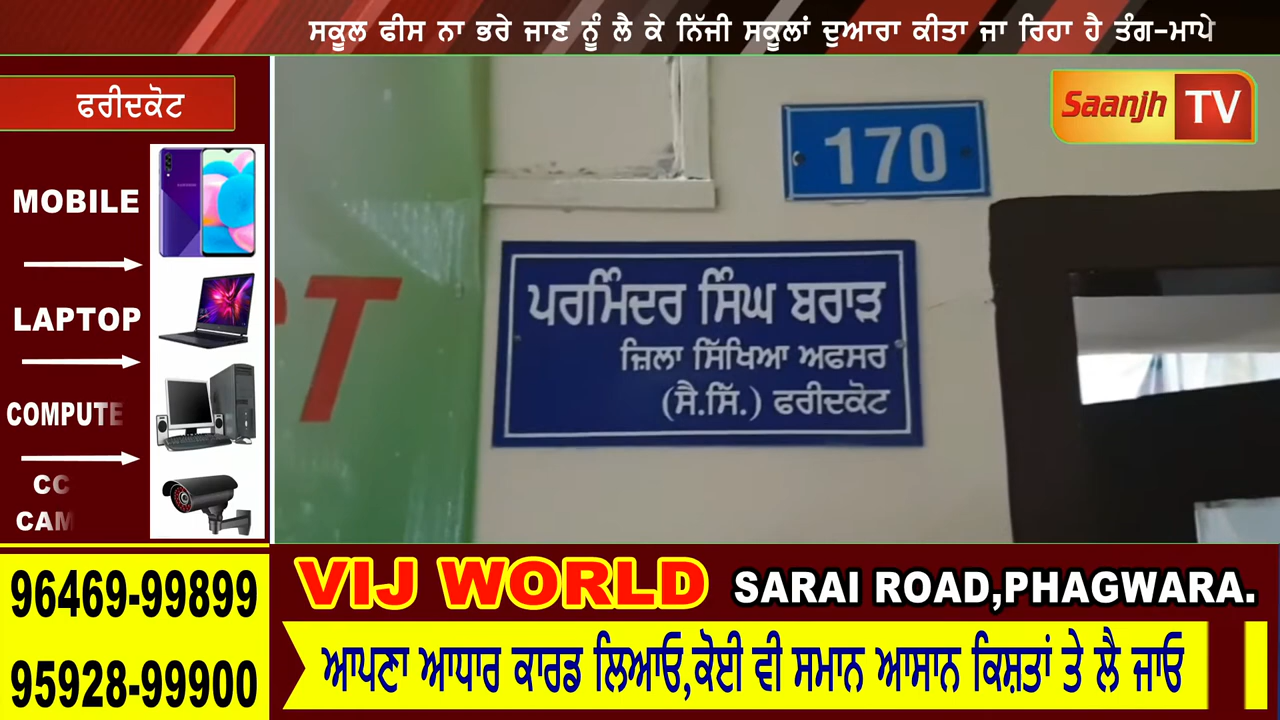 ਸਕੂਲ ਫੀਸ ਨਾ ਭਰੇ ਜਾਣ ਨੂੰ ਲੈ ਕੇ ਨਿੱਜੀ ਸਕੂਲਾਂ ਦੁਆਰਾ ਕੀਤਾ ਜਾ ਰਿਹਾ ਹੈ ਤੰਗ-ਮਾਪੇ
ਫਰੀਦਕੋਟ
Saanjh TV
170
MOBILE
ਪਰਮਿੰਦਰ ਸਿੰਘ ਬਰਾੜ
ਜ਼ਿਲਾ ਸਿੱਖਿਆ ਅਫਸਰ
(ਸੈ.ਸਿੱ.) ਫਰੀਦਕੋਟ
LAPTOP
COMPUTE
CC
CAM
96469-99899
95928-99900
VIJ WORLD
SARAI ROAD,PHAGWARA.
ਆਪਣਾ ਆਧਾਰ ਕਾਰਡ ਲਿਆਓ,ਕੋਈ ਵੀ ਸਮਾਨ ਆਸਾਨ ਕਿਸ਼ਤਾਂ ਤੇ ਲੈ ਜਾਓ